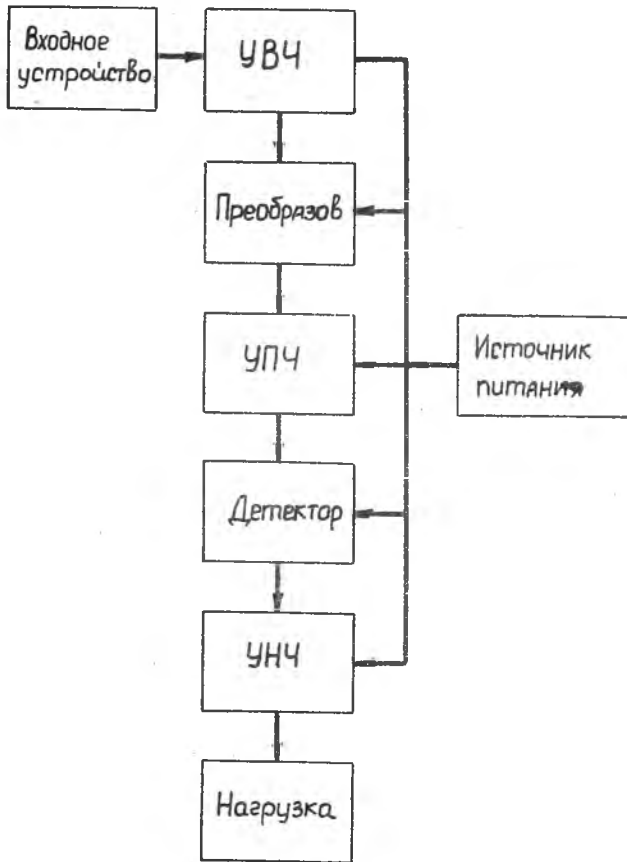 Входное
устройство
УВЧ
Преобразов
УПЧ
Источник
питания
Детектор
УНЧ
Нагрузка